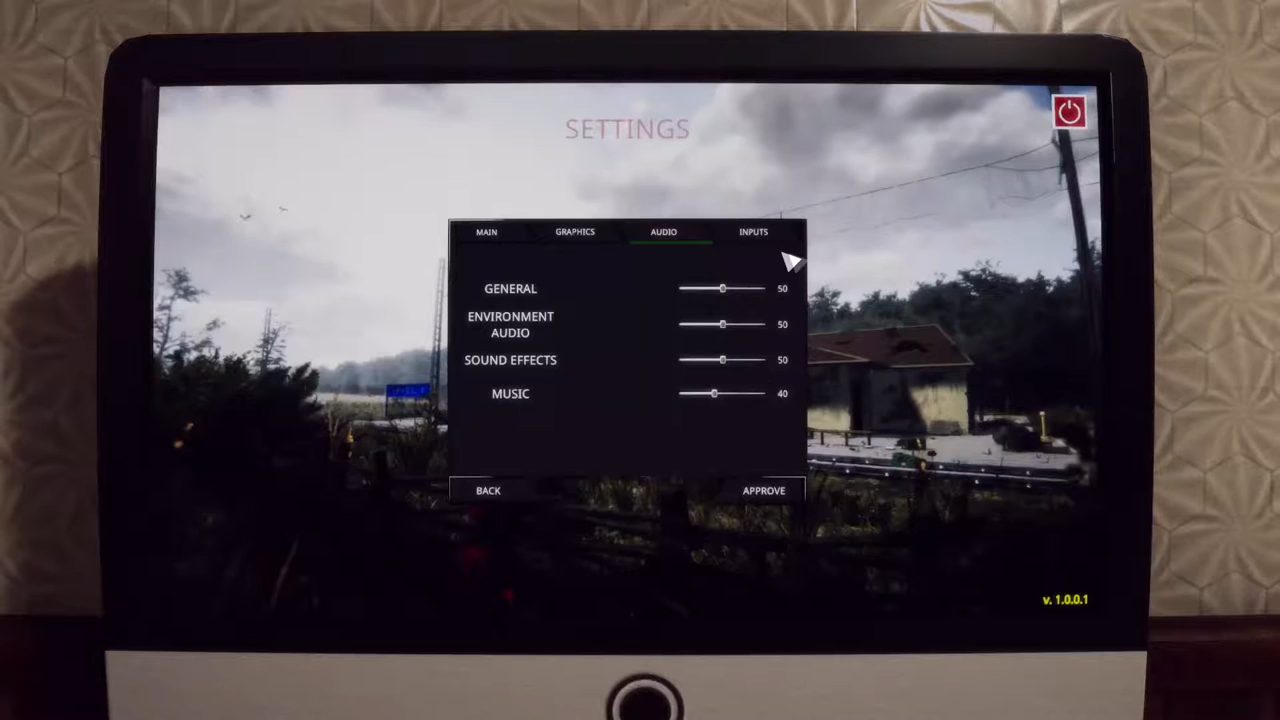 SETTINGS
MAIN GRAPHICS AUDIO INPUTS
GENERAL 50
ENVIRONMENT
AUDIO 50
SOUND EFFECTS 50
MUSIC 40
BACK APPROVE
v. 1.0.0.1